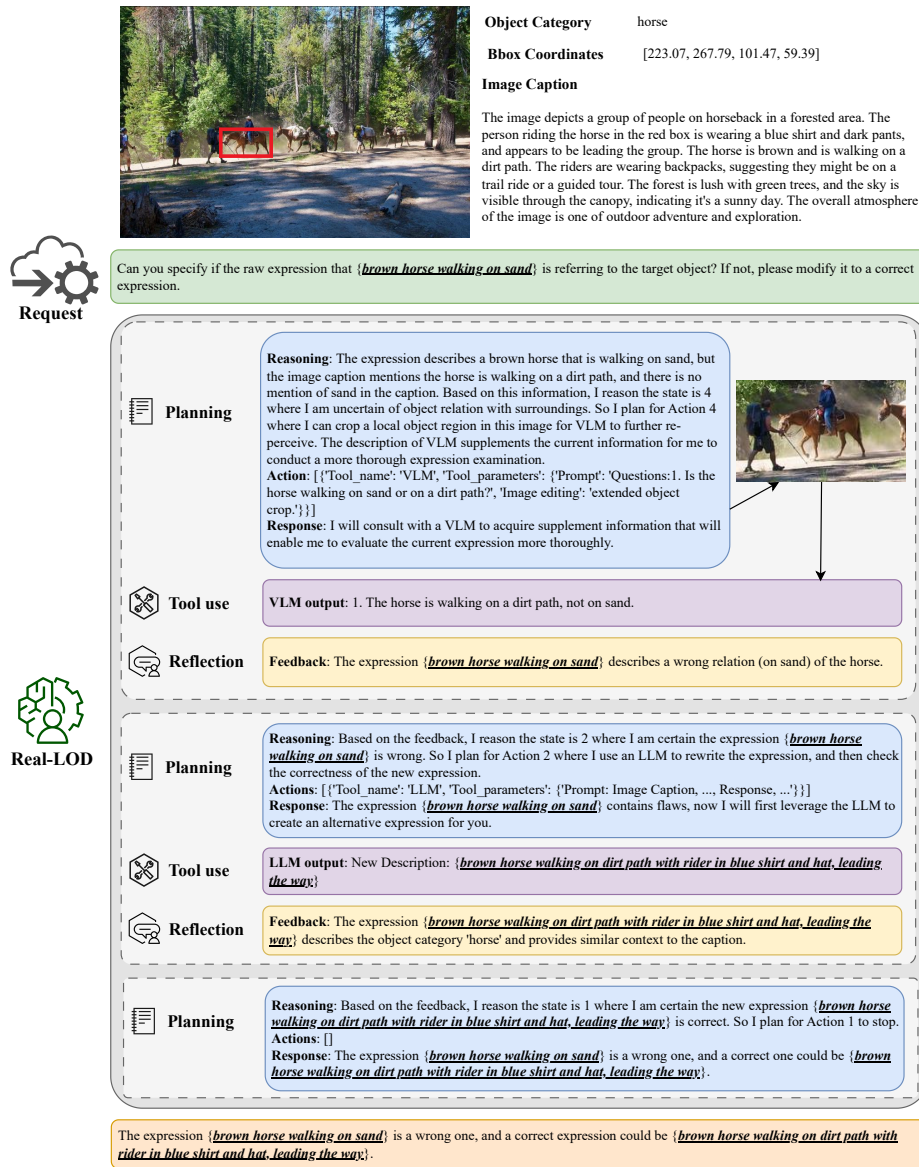 Object Category horse
Bbox Coordinates [223.07, 267.79, 101.47, 59.39]
Image Caption
The image depicts a group of people on horseback in a forested area. The
person riding the horse in the red box is wearing a blue shirt and dark pants,
and appears to be leading the group. The horse is brown and is walking on a
dirt path. The riders are wearing backpacks, suggesting they might be on a
trail ride or a guided tour. The forest is lush with green trees, and the sky is
visible through the canopy, indicating it's a sunny day. The overall atmosphere
of the image is one of outdoor adventure and exploration.
Request
Can you specify if the raw expression that {brown horse walking on sand} is referring to the target object? If not, please modify it to a correct
expression.
Planning
Reasoning: The expression describes a brown horse that is walking on sand, but
the image caption mentions the horse is walking on a dirt path, and there is no
mention of sand in the caption. Based on this information, I reason the state is 4
where I am uncertain of object relation with surroundings. So I plan for Action 4
where I can crop a local object region in this image for VLM to further re-
perceive. The description of VLM supplements the current information for me to
conduct a more thorough expression examination.
Action: [{'Tool_name': 'VLM', 'Tool_parameters': {'Prompt': 'Questions:1. Is the
horse walking on sand or on a dirt path?', 'Image editing': 'extended object
crop.'}}]
Response: I will consult with a VLM to acquire supplement information that will
enable me to evaluate the current expression more thoroughly.
Tool use
VLM output: 1. The horse is walking on a dirt path, not on sand.
Reflection
Feedback: The expression {brown horse walking on sand} describes a wrong relation (on sand) of the horse.
Real-LOD
Planning
Reasoning: Based on the feedback, I reason the state is 2 where I am certain the expression {brown horse
walking on sand} is wrong. So I plan for Action 2 where I use an LLM to rewrite the expression, and then check
the correctness of the new expression.
Actions: [{'Tool_name': 'LLM', 'Tool_parameters': {'Prompt: Image Caption, ..., Response, ...'}}]
Response: The expression {brown horse walking on sand} contains flaws, now I will first leverage the LLM to
create an alternative expression for you.
Tool use
LLM output: New Description: {brown horse walking on dirt path with rider in blue shirt and hat, leading
the way}
Reflection
Feedback: The expression {brown horse walking on dirt path with rider in blue shirt and hat, leading the
way} describes the object category 'horse' and provides similar context to the caption.
Planning
Reasoning: Based on the feedback, I reason the state is 1 where I am certain the new expression {brown horse
walking on dirt path with rider in blue shirt and hat, leading the way} is correct. So I plan for Action 1 to stop.
Actions: []
Response: The expression {brown horse walking on sand} is a wrong one, and a correct one could be {brown
horse walking on dirt path with rider in blue shirt and hat, leading the way}.
The expression {brown horse walking on sand} is a wrong one, and a correct expression could be {brown horse walking on dirt path with
rider in blue shirt and hat, leading the way}.